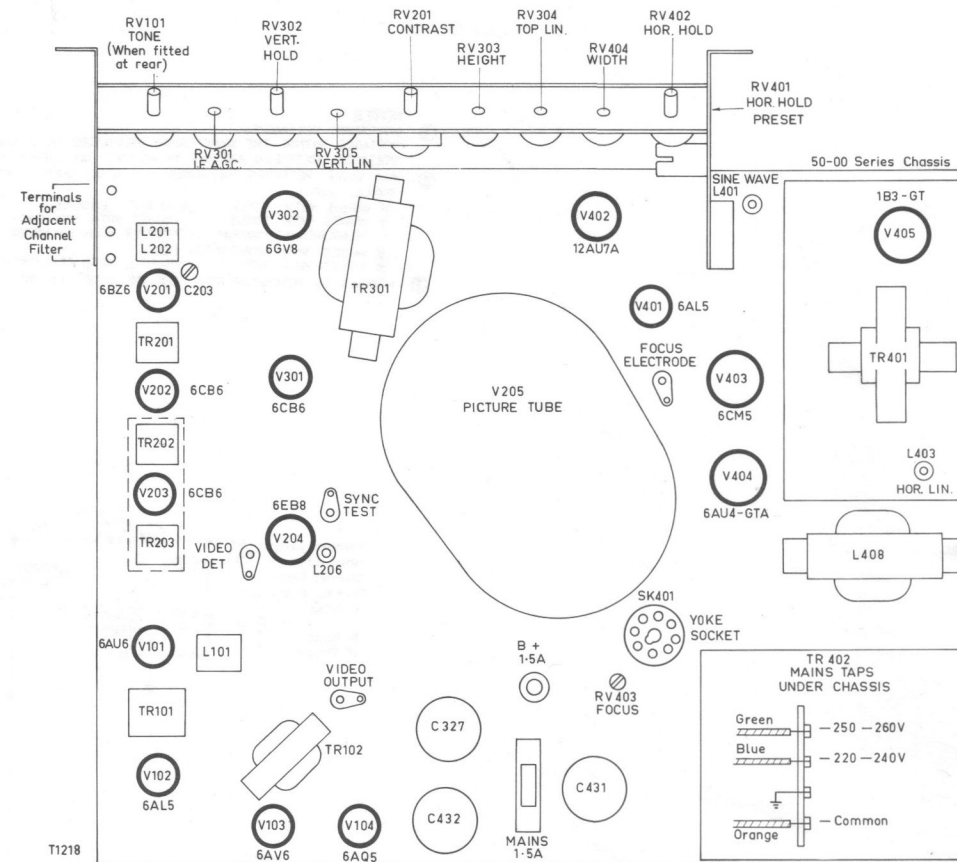 RV101
TONE
(When fitted
at rear)
RV302
VERT.
HOLD
RV201
CONTRAST
RV303
HEIGHT
RV304
TOP LIN.
RV404
WIDTH
RV402
HOR. HOLD
RV401
HOR. HOLD
PRESET
RV301
I.F. A.G.C.
RV305
VERT. LIN
50-00 Series Chassis
Terminals
for
Adjacent
Channel
Filter
L201
L202
V302
6GV8
V402
12AU7A
SINE WAVE
L401
1B3-GT
V405
6BZ6
V201
C203
TR301
V401
6AL5
TR201
TR401
V202
6CB6
V301
6CB6
V205
PICTURE TUBE
FOCUS
ELECTRODE
V403
6CM5
TR202
V203
6CB6
TR203
6EB8
V204
SYNC
TEST
VIDEO
DET
L206
V404
6AU4-GTA
L403
HOR. LIN.
L408
SK401
YOKE
SOCKET
6AU6
V101
L101
B +
1·5A
RV403
FOCUS
VIDEO
OUTPUT
TR101
TR102
C327
V102
6AL5
C431
C432
V103
6AV6
V104
6AQ5
MAINS
1·5A
TR 402
MAINS TAPS
UNDER CHASSIS
Green
— 250 — 260V
Blue
— 220 — 240V
— Common
Orange
T1218